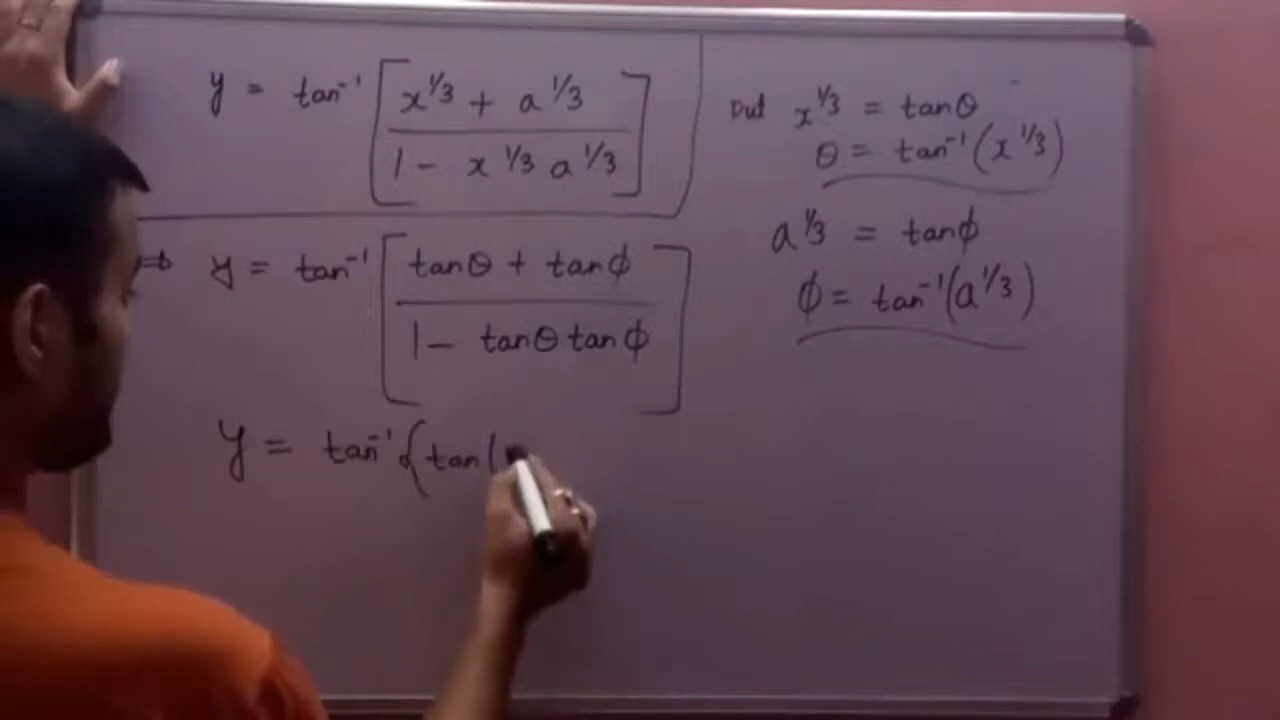 y = tan⁻¹ [ (x^1/3 + a^1/3) / (1 - x^1/3 a^1/3) ]
⇒ y = tan⁻¹ [ (tanθ + tanϕ) / (1 - tanθ tanϕ) ]
y = tan⁻¹ { tan (
Put x^1/3 = tanθ
θ = tan⁻¹ (x^1/3)
a^1/3 = tanϕ
ϕ = tan⁻¹ (a^1/3)